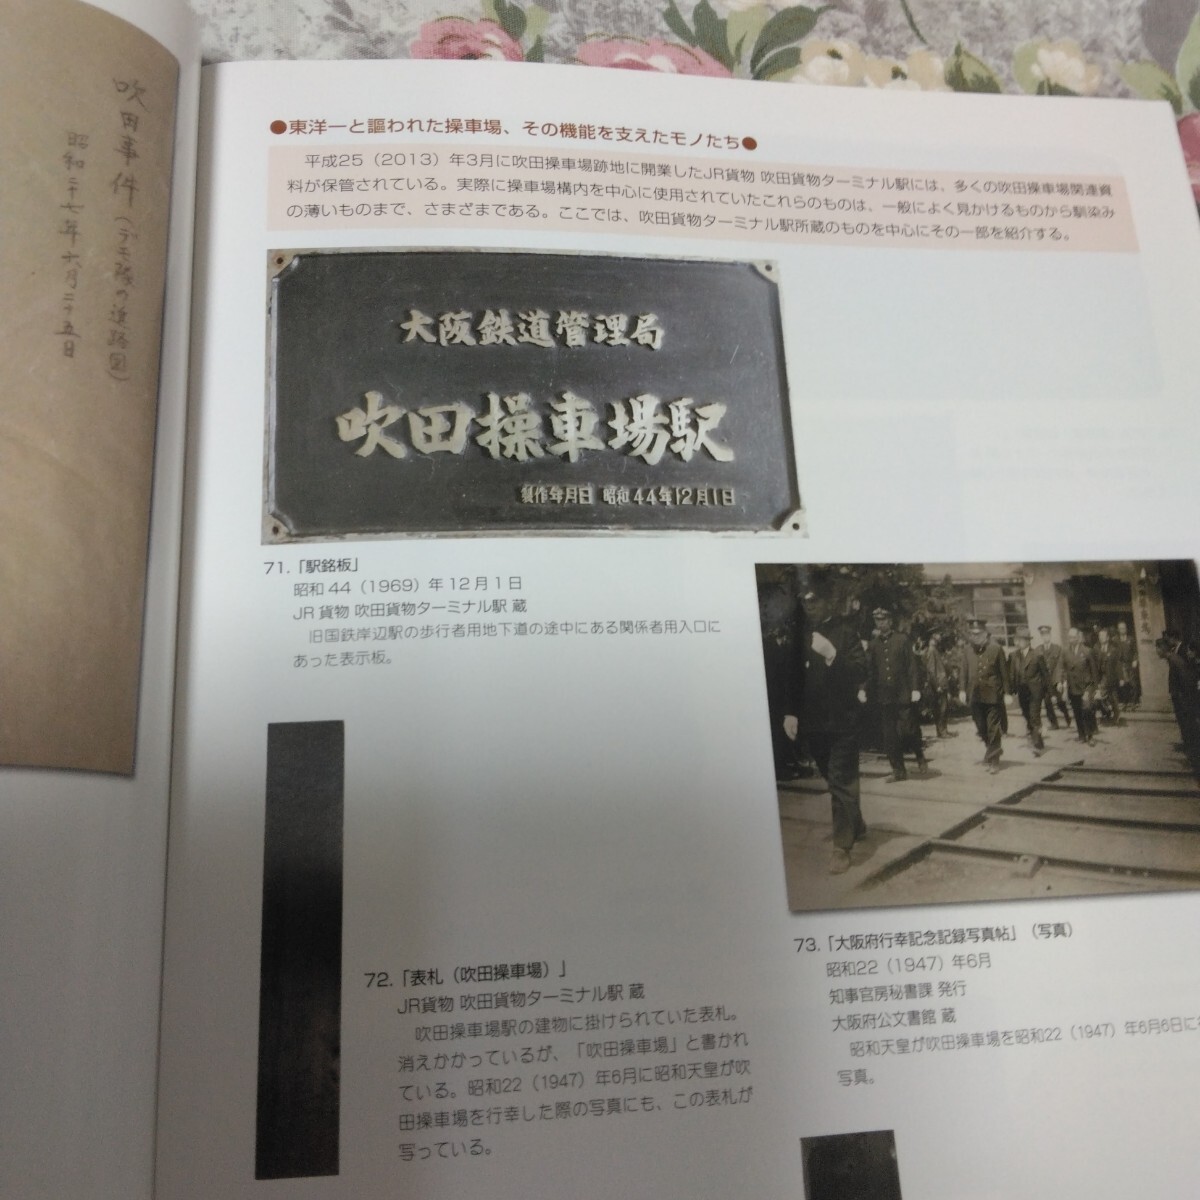 吹田事件（デモ隊の進路図）
昭和二十七年六月二十五日
●東洋一と謳われた操車場、その機能を支えたモノたち●
平成25（2013）年3月に吹田操車場跡地に開業したJR貨物 吹田貨物ターミナル駅には、多くの吹田操車場関連資
料が保管されている。実際に操車場構内を中心に使用されていたこれらのものは、一般によく見かけるものから馴染み
の薄いものまで、さまざまである。ここでは、吹田貨物ターミナル駅所蔵のものを中心にその一部を紹介する。
大阪鉄道管理局
吹田操車場駅
製作年月日 昭和44年12月1日
71.「駅銘板」
昭和44（1969）年12月1日
JR貨物 吹田貨物ターミナル駅 蔵
旧国鉄岸辺駅の歩行者用地下道の途中にある関係者用入口に
あった表示板。
72.「表札（吹田操車場）」
JR貨物 吹田貨物ターミナル駅 蔵
吹田操車場駅の建物に掛けられていた表札。
消えかかっているが、「吹田操車場」と書かれ
ている。昭和22（1947）年6月に昭和天皇が吹
田操車場を行幸した際の写真にも、この表札が
写っている。
73.「大阪府行幸記念記録写真帖」（写真）
昭和22（1947）年6月
知事官房秘書課 発行
大阪府公文書館 蔵
昭和天皇が吹田操車場を昭和22（1947）年6月6日に
写真。